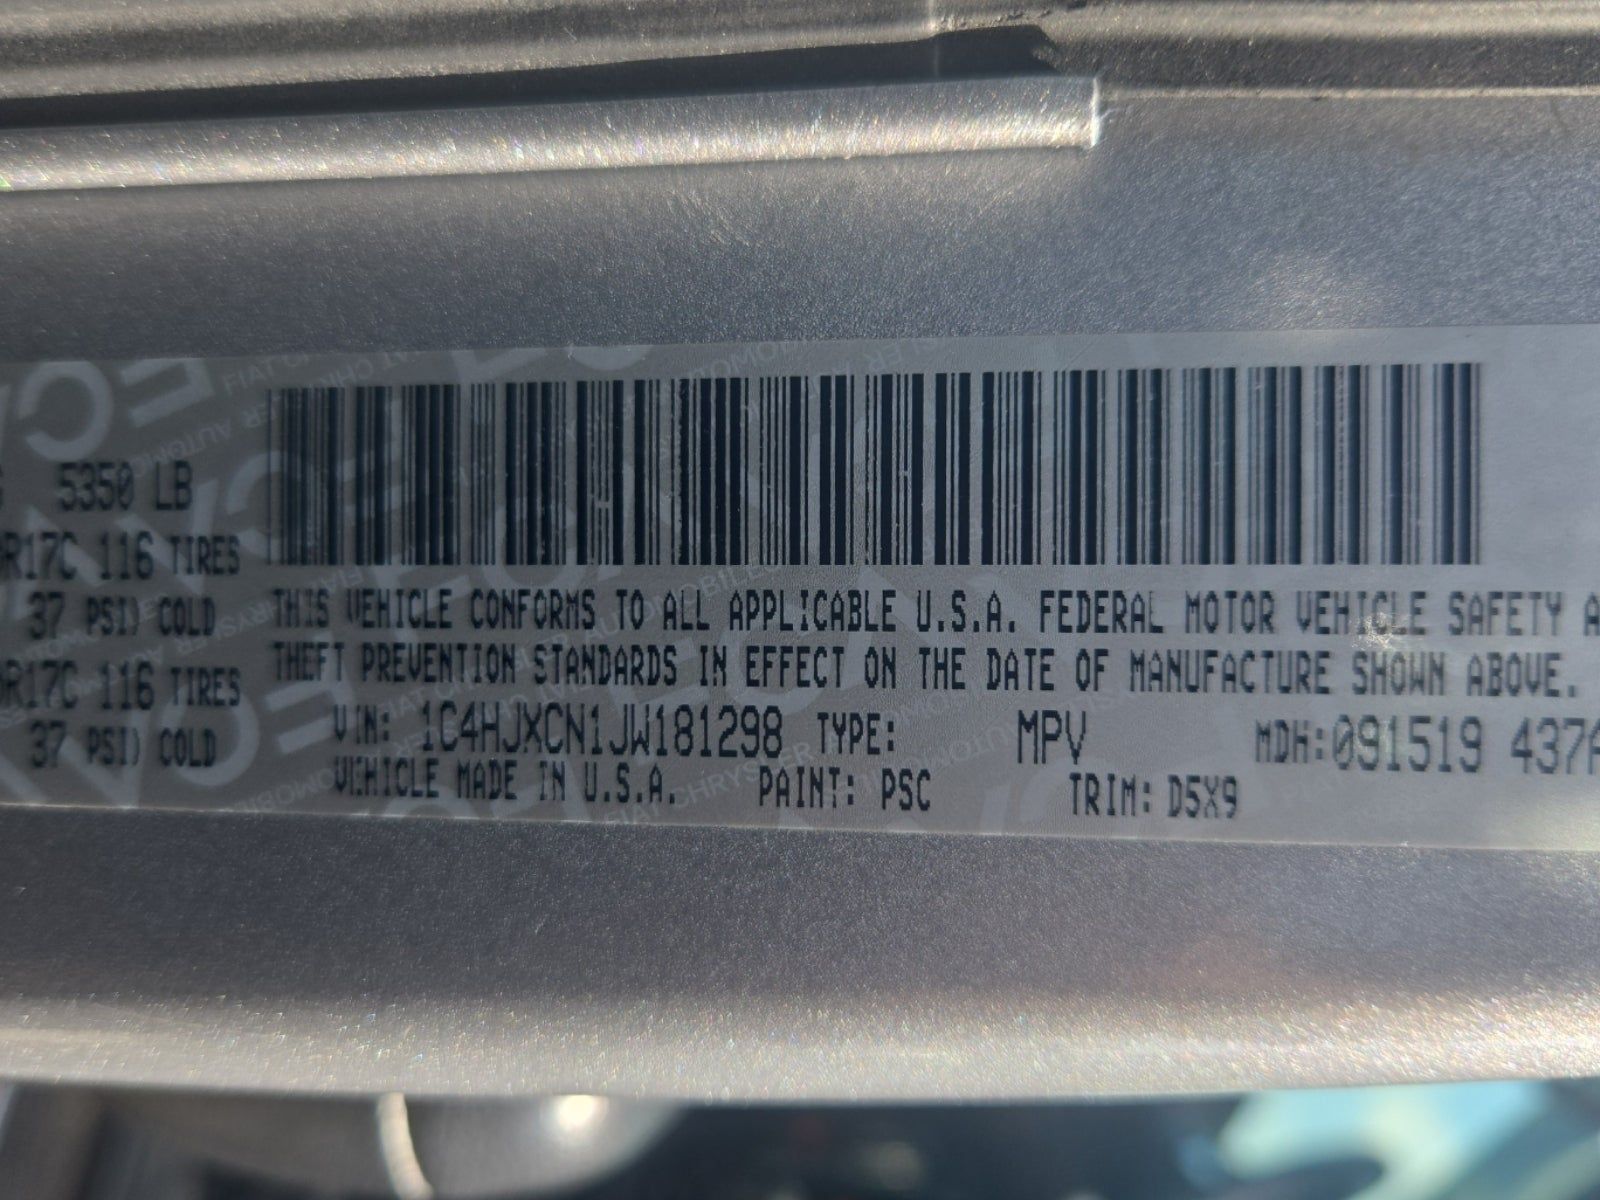 5350 LB
R17C 116 TIRES
37 PSI) COLD
R17C 116 TIRES
37 PSI) COLD
THIS VEHICLE CONFORMS TO ALL APPLICABLE U.S.A. FEDERAL MOTOR VEHICLE SAFETY A
THEFT PREVENTION STANDARDS IN EFFECT ON THE DATE OF MANUFACTURE SHOWN ABOVE.
VIN: 1C4HJXCN1JW181298 TYPE: MPV MDH:091519 437A
VEHICLE MADE IN U.S.A. PAINT: PSC TRIM: D5X9